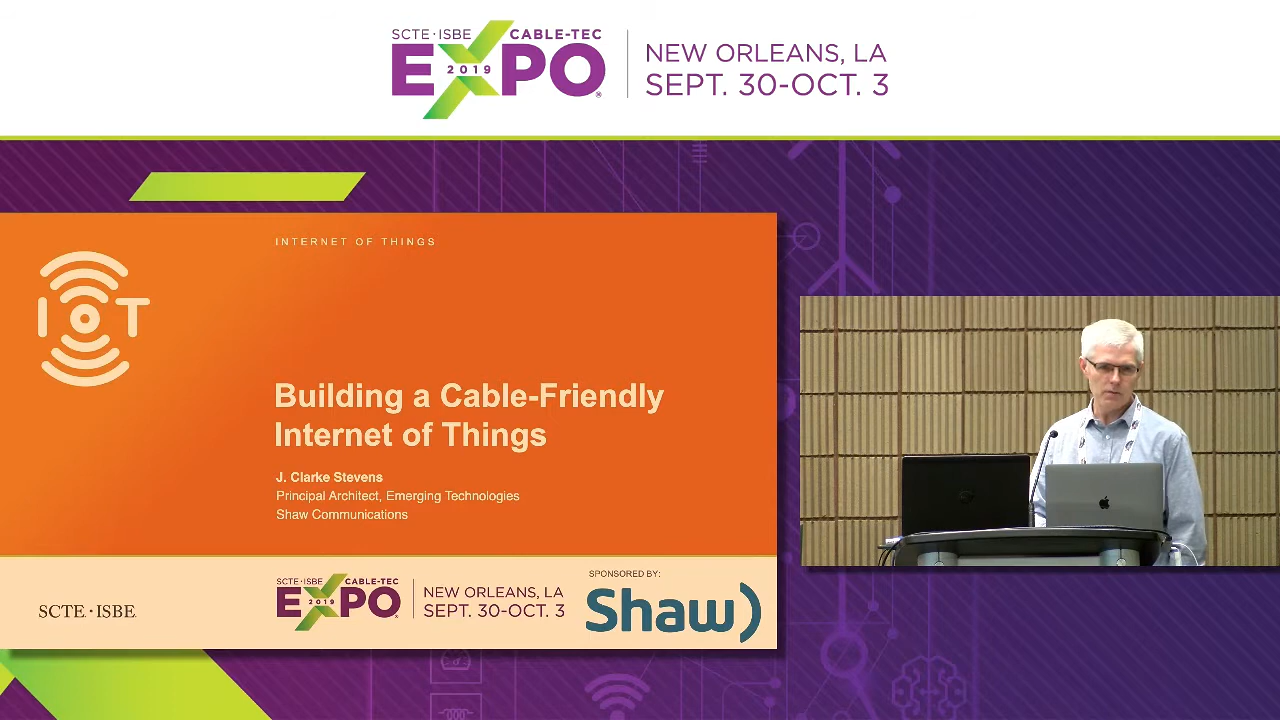 SCTE · ISBE CABLE-TEC
EXPO
2019
NEW ORLEANS, LA
SEPT. 30-OCT. 3
INTERNET OF THINGS
IOT
Building a Cable-Friendly
Internet of Things
J. Clarke Stevens
Principal Architect, Emerging Technologies
Shaw Communications
SCTE · ISBE
SCTE · ISBE CABLE-TEC
EXPO
2019
NEW ORLEANS, LA
SEPT. 30-OCT. 3
SPONSORED BY:
Shaw)